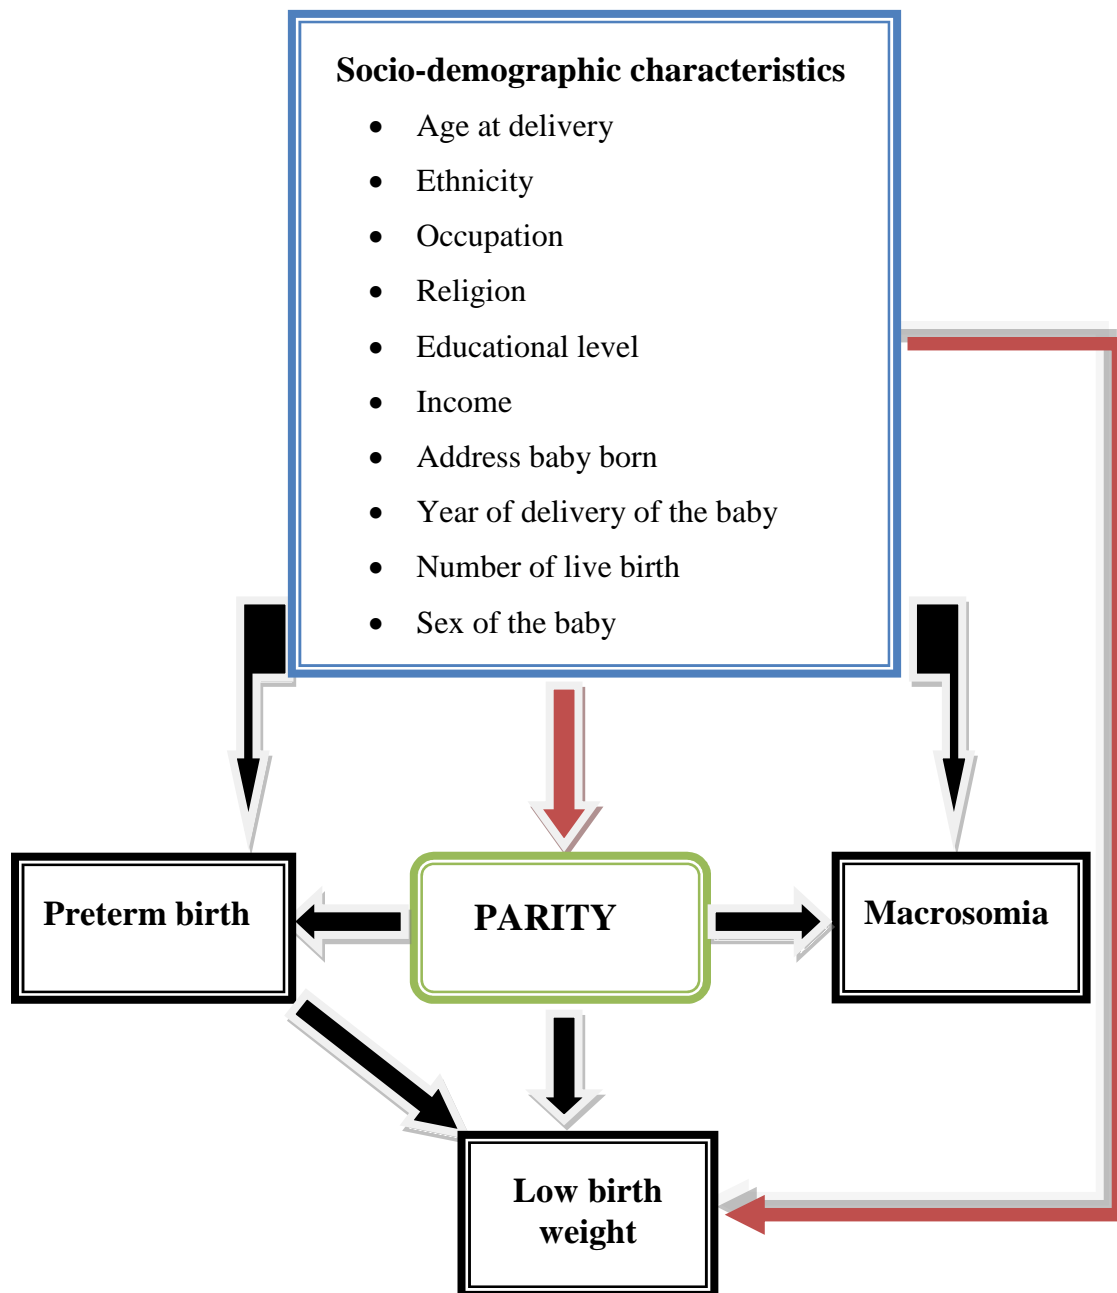 Socio-demographic characteristics
• Age at delivery
• Ethnicity
• Occupation
• Religion
• Educational level
• Income
• Address baby born
• Year of delivery of the baby
• Number of live birth
• Sex of the baby
Preterm birth
PARITY
Macrosomia
Low birth
weight